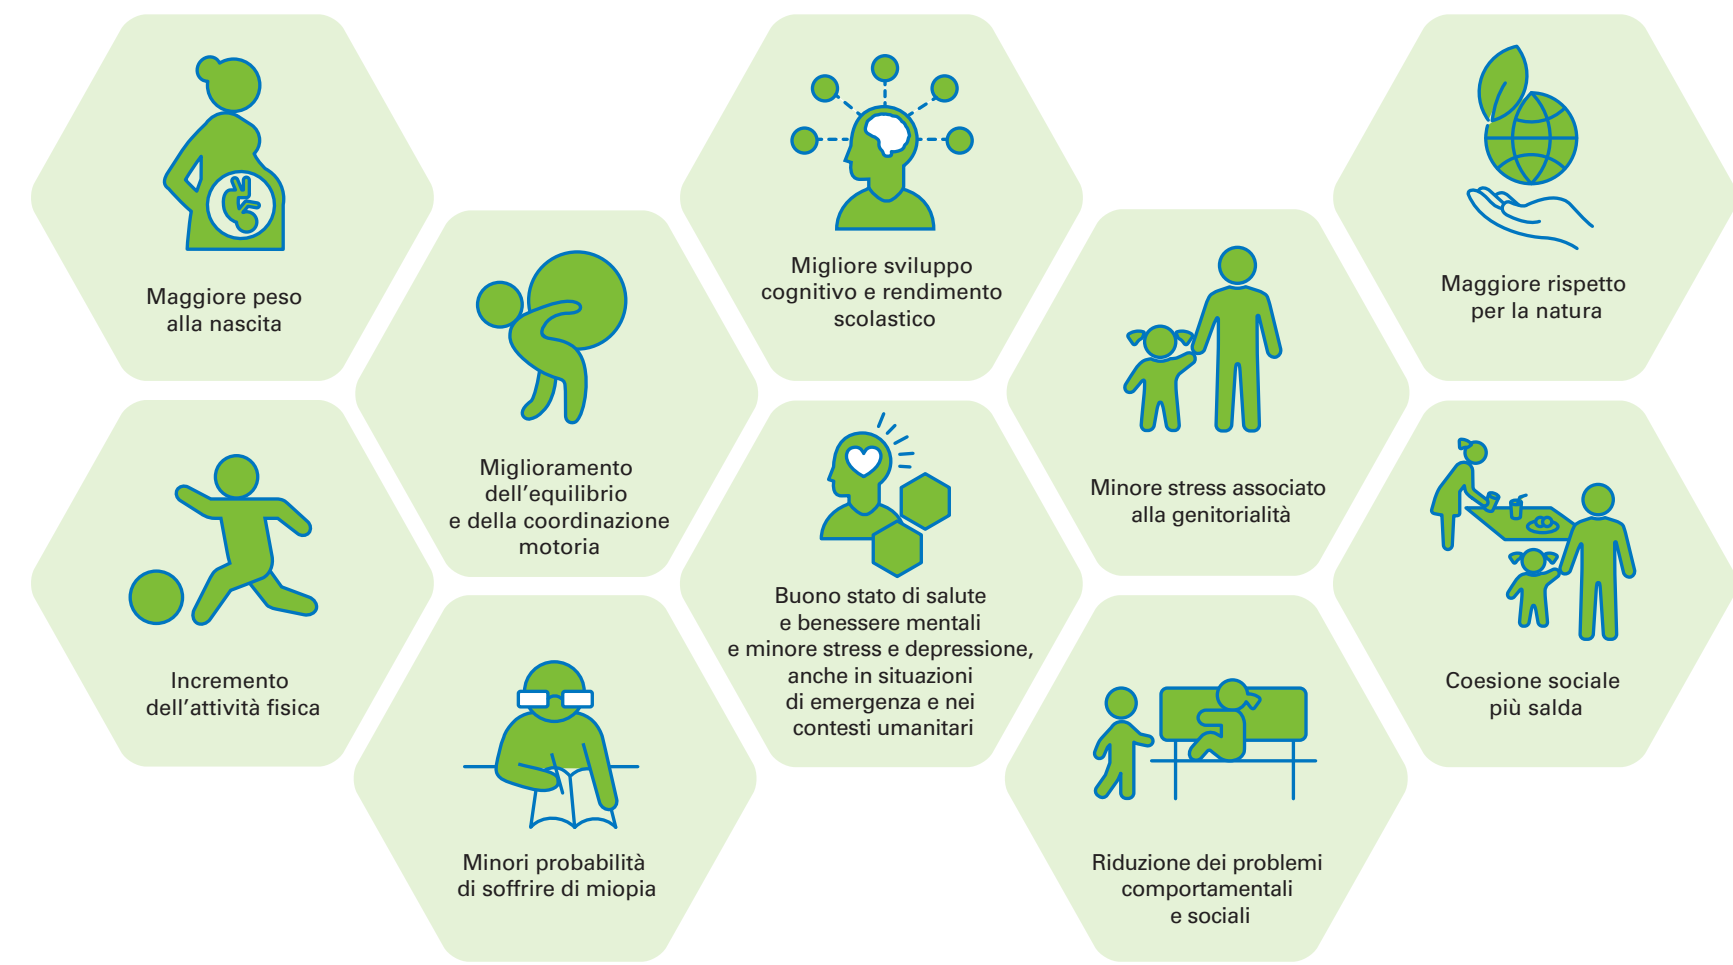 Maggiore peso
alla nascita
Migliore sviluppo
cognitivo e rendimento
scolastico
Maggiore rispetto
per la natura
Miglioramento
dell’equilibrio
e della coordinazione
motoria
Minore stress associato
alla genitorialità
Incremento
dell’attività fisica
Buono stato di salute
e benessere mentali
e minore stress e depressione,
anche in situazioni
di emergenza e nei
contesti umanitari
Coesione sociale
più salda
Minori probabilità
di soffrire di miopia
Riduzione dei problemi
comportamentali
e sociali